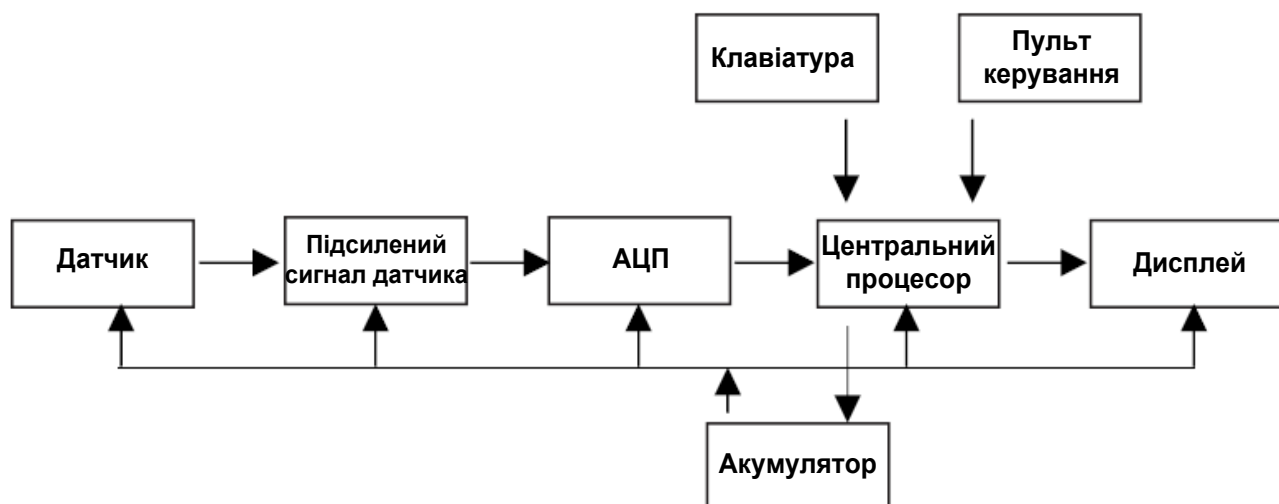 Клавіатура
Пульт
керування
Датчик
Підсилений
сигнал датчика
АЦП
Центральний
процесор
Дисплей
Акумулятор